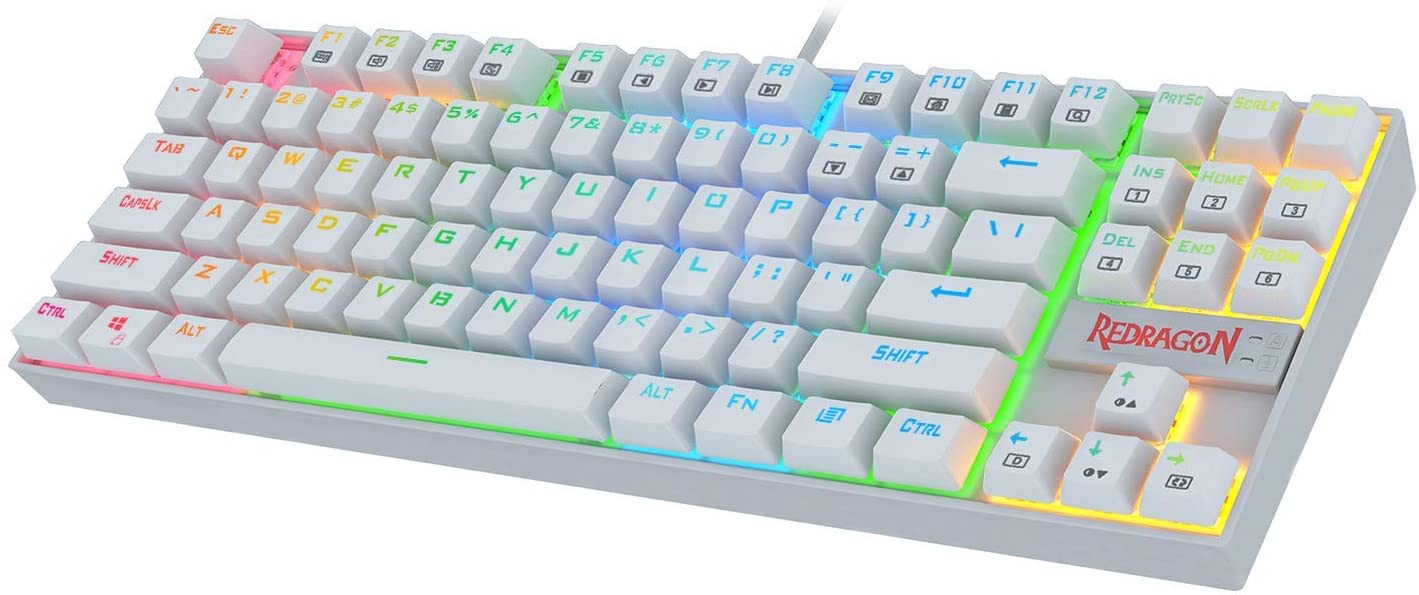 Esc F1 F2 F3 F4 F5 F6 F7 F8 F9 F10 F11 F12 PrtSc ScrLk
` ~ 1 ! 2 @ 3 # 4 $ 5 % 6 ^ 7 & 8 * 9 ( 0 ) - - = + Ins 1 Home 2 3
Tab Q W E R T Y U I O P [ { ] } \ | Del 4 End 5 PgDn 6
CapsLk A S D F G H J K L ; : ' "
Shift Z X C V B N M , < . > / ? Shift
REDRAGON
Ctrl Alt Alt Fn Ctrl D